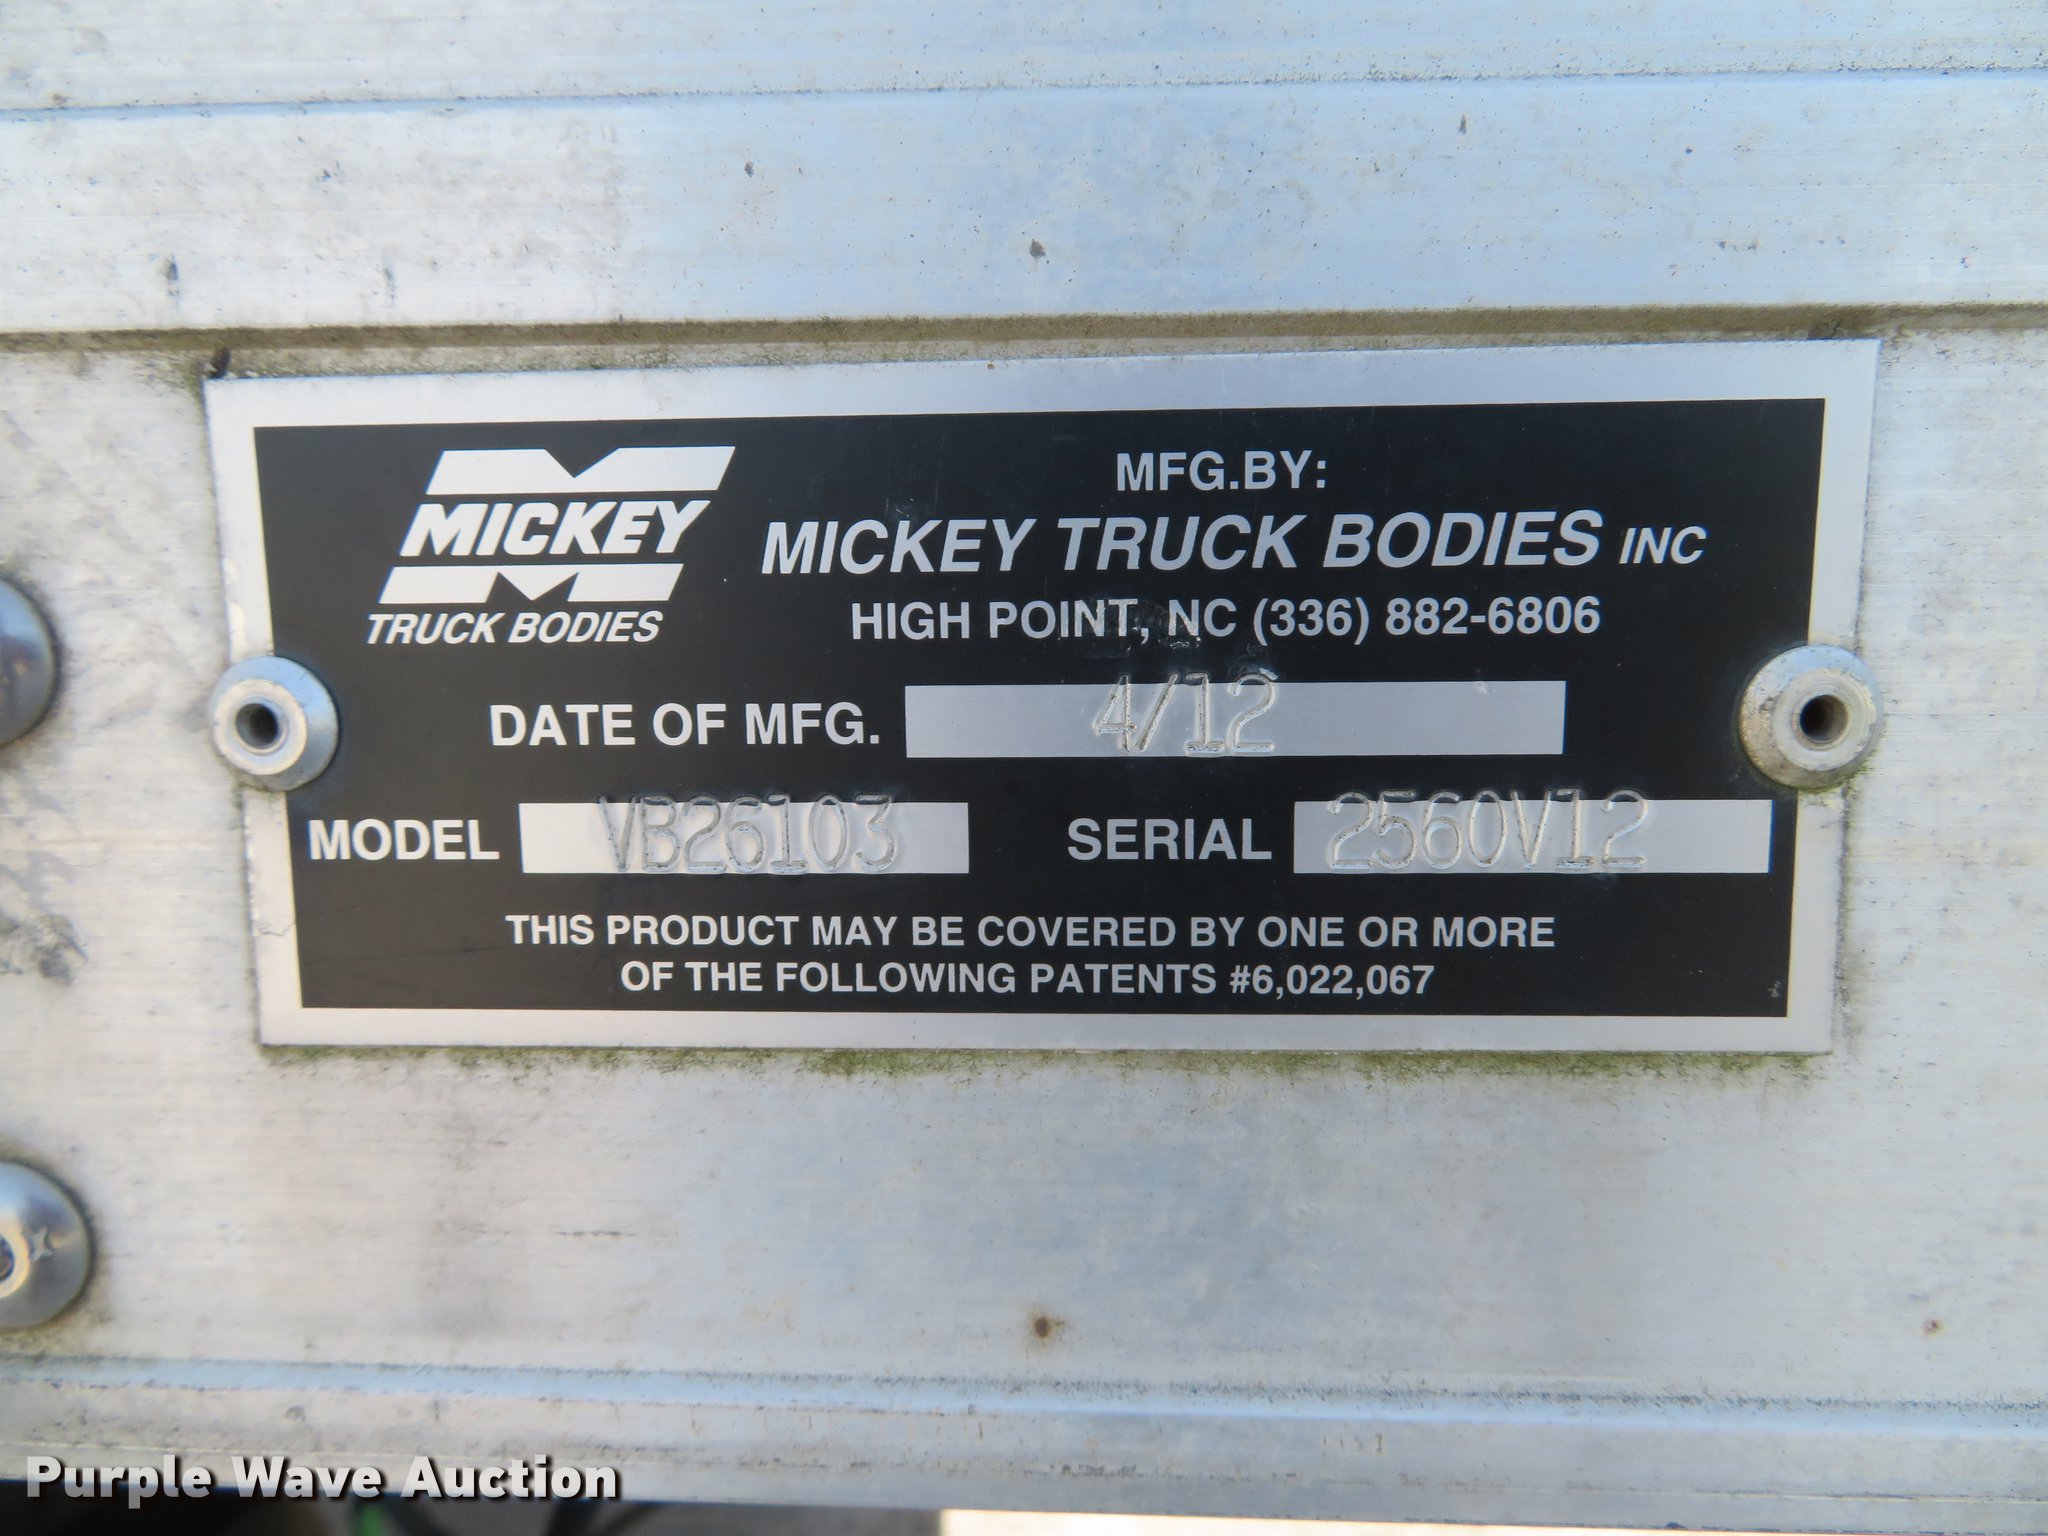 MICKEY
TRUCK BODIES
MFG.BY:
MICKEY TRUCK BODIES INC
HIGH POINT, NC (336) 882-6806
DATE OF MFG. 4/12
MODEL VB26103 SERIAL 2560V12
THIS PRODUCT MAY BE COVERED BY ONE OR MORE
OF THE FOLLOWING PATENTS #6,022,067
Purple Wave Auction